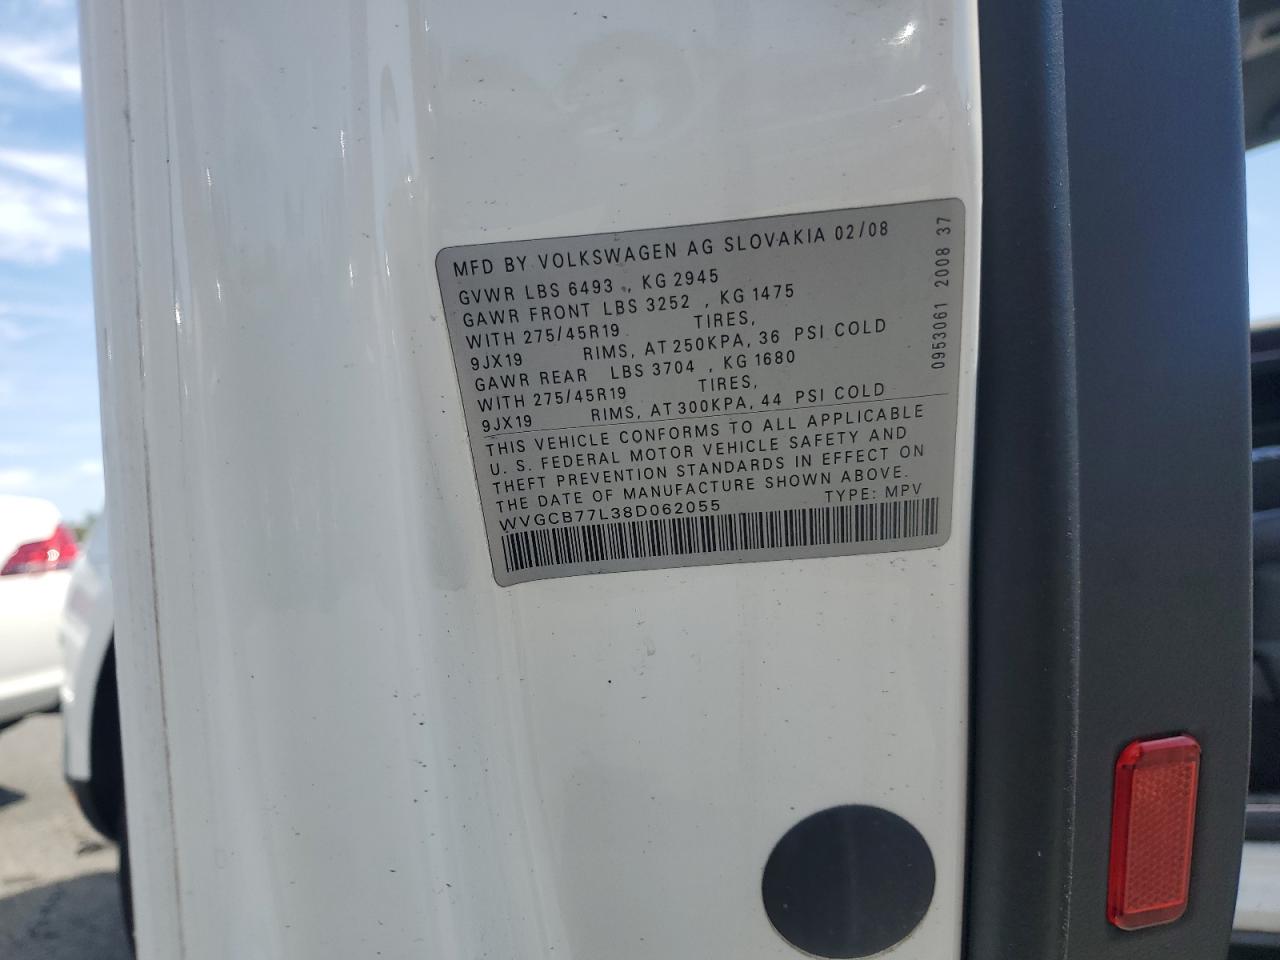 MFD BY VOLKSWAGEN AG SLOVAKIA 02/08
GVWR LBS 6493 , KG 2945
GAWR FRONT LBS 3252 , KG 1475
WITH 275/45R19 TIRES,
9JX19 RIMS, AT 250KPA, 36 PSI COLD
GAWR REAR LBS 3704 , KG 1680
WITH 275/45R19 TIRES,
9JX19 RIMS, AT 300KPA, 44 PSI COLD
THIS VEHICLE CONFORMS TO ALL APPLICABLE
U. S. FEDERAL MOTOR VEHICLE SAFETY AND
THEFT PREVENTION STANDARDS IN EFFECT ON
THE DATE OF MANUFACTURE SHOWN ABOVE.
WVGCB77L38D062055 TYPE: MPV
0953061 2008 37